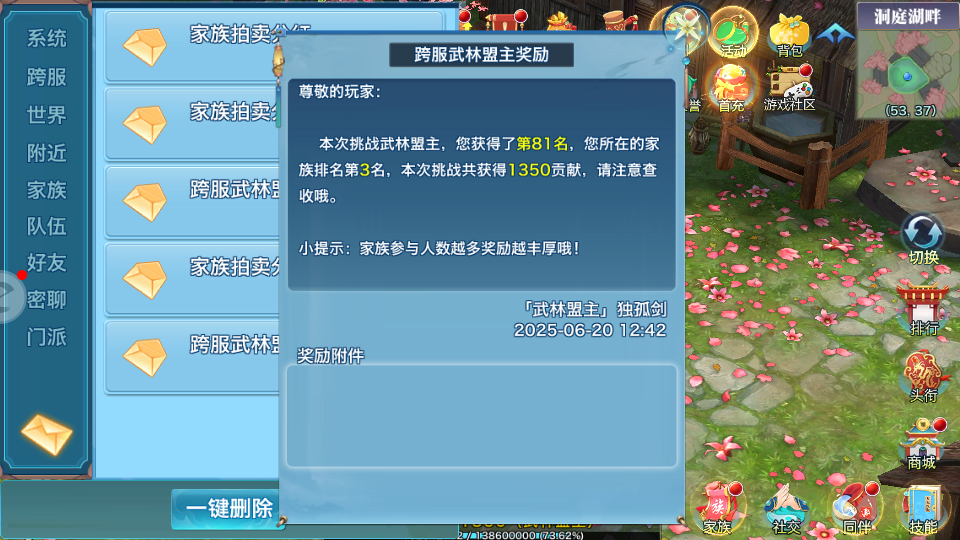 系统
跨服
世界
附近
家族
队伍
好友
密聊
门派
家族拍卖分红
家族拍卖
跨服武林
家族拍卖
跨服武林
一键删除
跨服武林盟主奖励
尊敬的玩家:
本次挑战武林盟主，您获得了第81名，您所在的家
族排名第3名，本次挑战共获得1350贡献，请注意查
收哦。
小提示：家族参与人数越多奖励越丰厚哦！
「武林盟主」独孤剑
2025-06-20 12:42
奖励附件
活动
背包
誉
首充
游戏社区
洞庭湖畔
(53, 37)
切换
排行
头衔
商城
家族
社交
同伴
技能
/138600000 (73.62%)